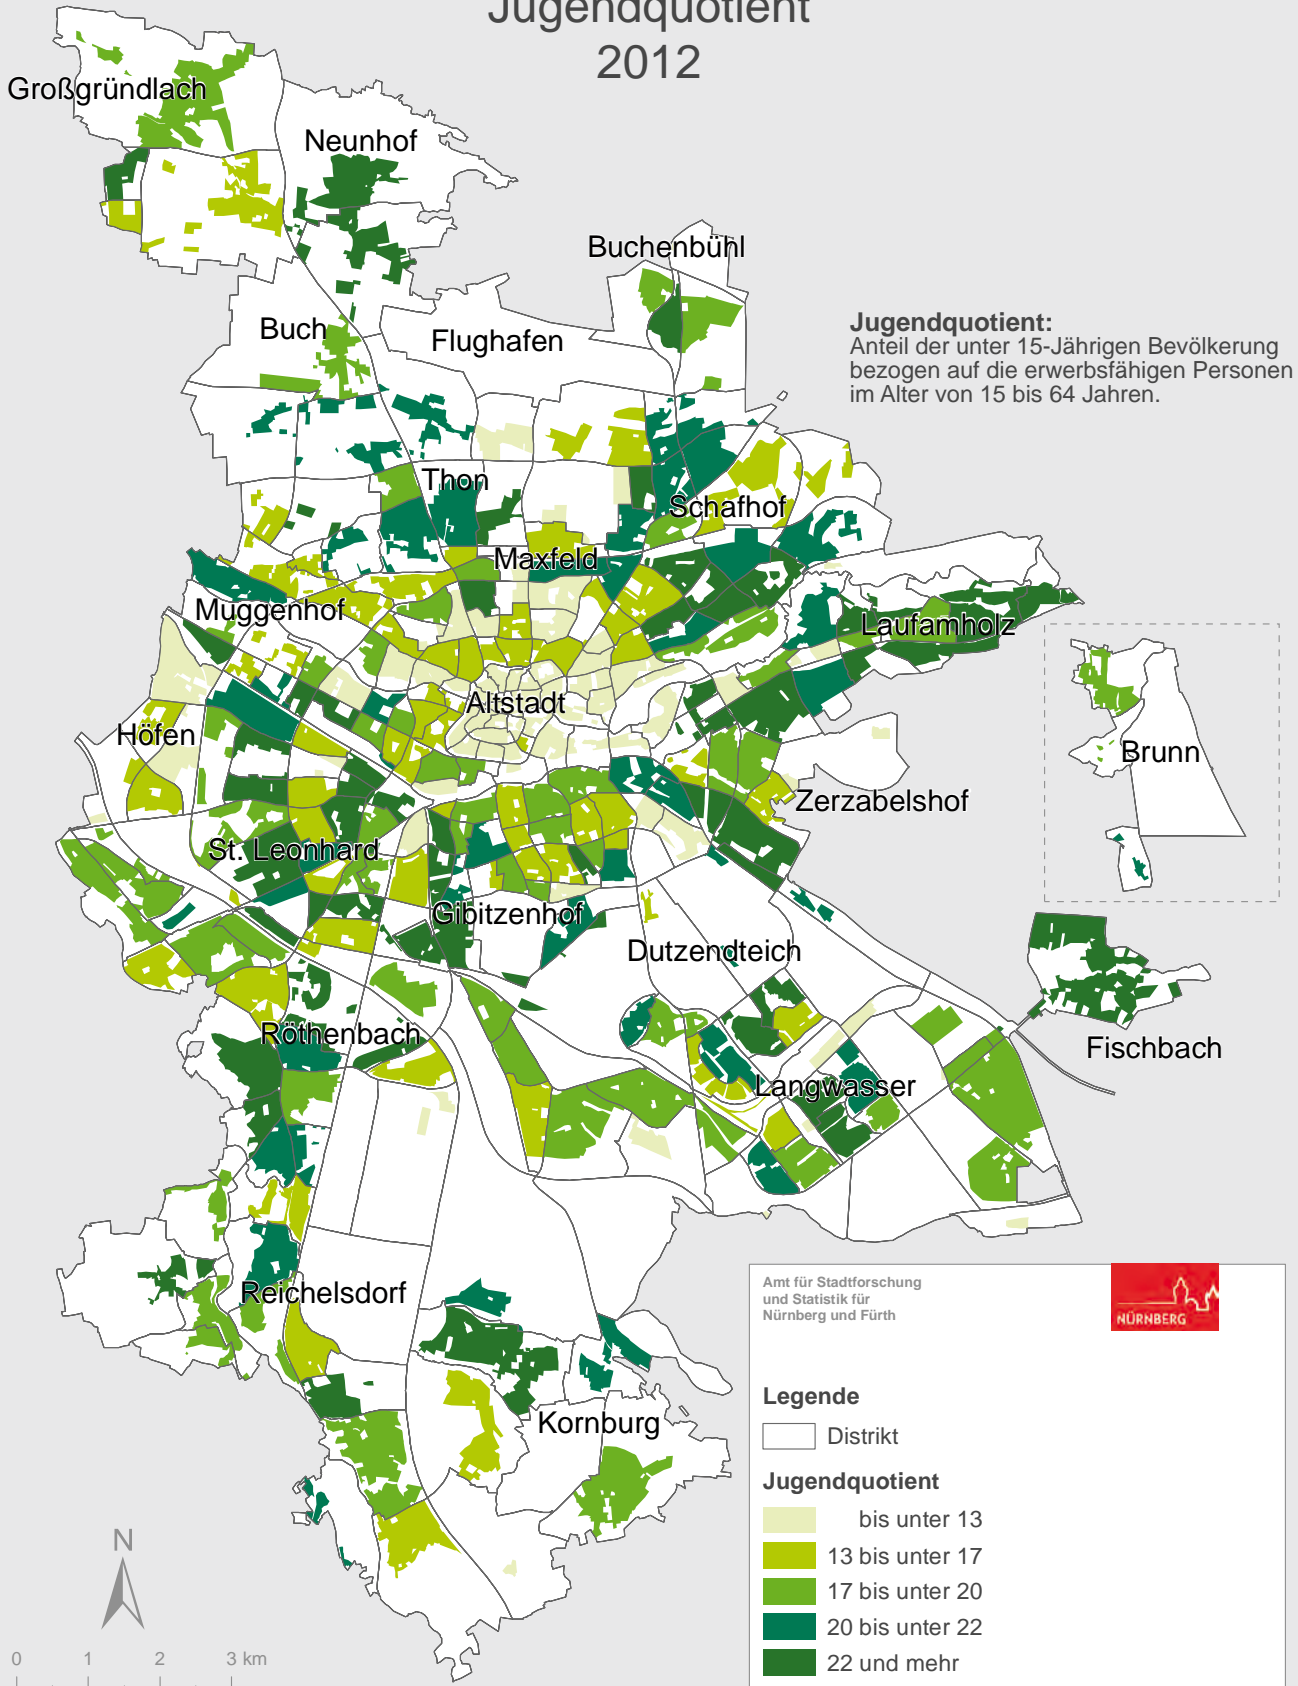 Jugendquotient
2012
Großgründlach
Neunhof
Buchenbühl
Buch
Flughafen
Jugendquotient:
Anteil der unter 15-Jährigen Bevölkerung
bezogen auf die erwerbsfähigen Personen
im Alter von 15 bis 64 Jahren.
Thon
Schafhof
Maxfeld
Muggenhof
Laufamholz
Altstadt
Höfen
Brunn
Zerzabelshof
St. Leonhard
Gibitzenhof
Dutzendteich
Röthenbach
Fischbach
Langwasser
Reichelsdorf
Kornburg
Amt für Stadtforschung
und Statistik für
Nürnberg und Fürth
NÜRNBERG
Legende
Distrikt
Jugendquotient
bis unter 13
13 bis unter 17
17 bis unter 20
20 bis unter 22
22 und mehr
N
0 1 2 3 km